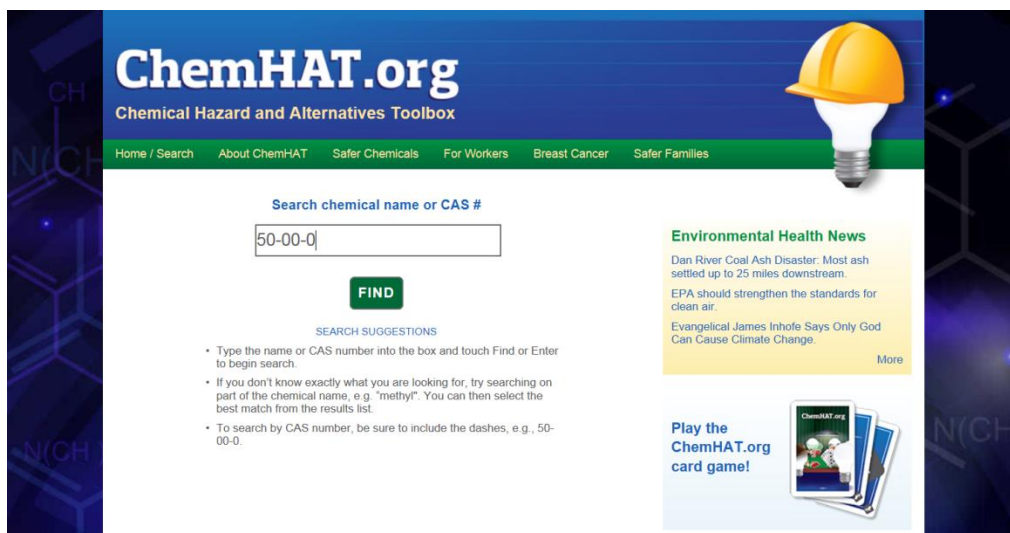 ChemHAT.org
Chemical Hazard and Alternatives Toolbox
Home / Search About ChemHAT Safer Chemicals For Workers Breast Cancer Safer Families
Search chemical name or CAS #
50-00-0
FIND
SEARCH SUGGESTIONS
• Type the name or CAS number into the box and touch Find or Enter
to begin search.
• If you don't know exactly what you are looking for, try searching on
part of the chemical name, e.g. "methyl". You can then select the
best match from the results list.
• To search by CAS number, be sure to include the dashes, e.g., 50-
00-0.
Environmental Health News
Dan River Coal Ash Disaster: Most ash
settled up to 25 miles downstream.
EPA should strengthen the standards for
clean air.
Evangelical James Inhofe Says Only God
Can Cause Climate Change.
More
Play the
ChemHAT.org
card game!
ChemHAT.org
CH
N(CH
N(CH
N(CH